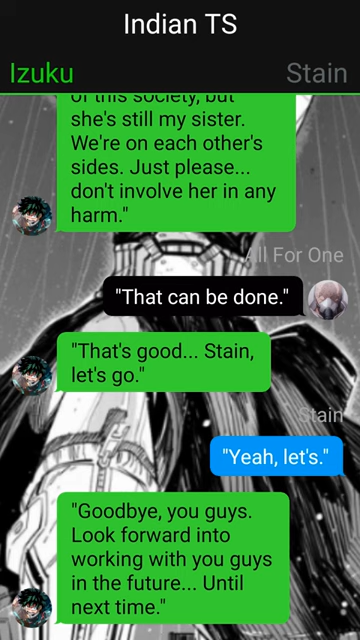 Indian TS
Izuku Stain
of this society, but
she's still my sister.
We're on each other's
sides. Just please...
don't involve her in any
harm."
All For One
"That can be done."
"That's good... Stain,
let's go."
Stain
"Yeah, let's."
"Goodbye, you guys.
Look forward into
working with you guys
in the future... Until
next time."